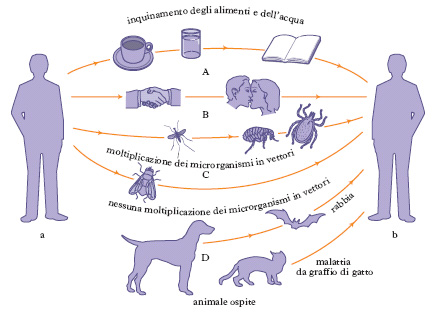 inquinamento degli alimenti e dell'acqua
A
B
moltiplicazione dei microrganismi in vettori
C
nessuna moltiplicazione dei microrganismi in vettori
a
b
rabbia
D
malattia
da graffio di gatto
animale ospite